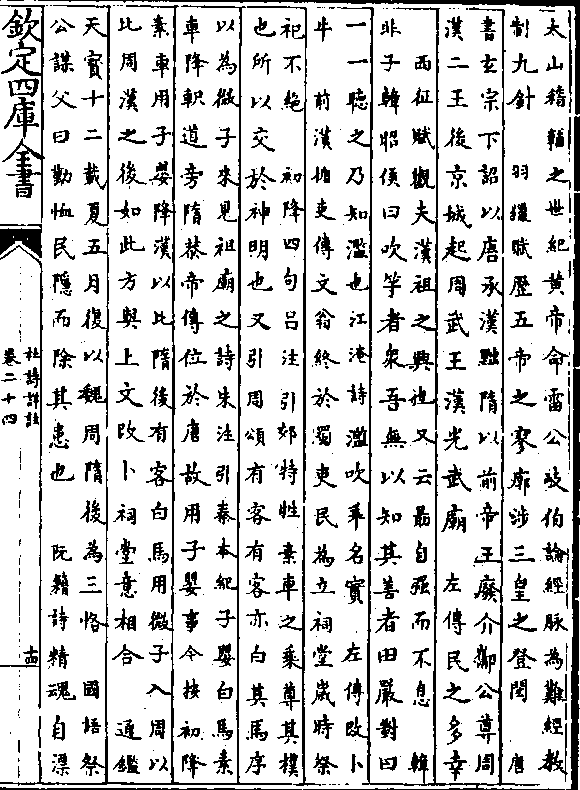 太山稽輔之世紀黄帝命雷公岐伯論經脉為難經教
制九針　羽獵賦歴五帝之寥廓涉三皇之登閎　唐
書玄宗下詔以唐承漢黜隋以前帝王廢介酅公尊周
漢二王後京城起周武王漢光武廟　左傳民之多幸
西征賦觀夫漢祖之興也又云勗自强而不息　韓
非子韓昭侯曰吹竽者衆吾無以知其善者田嚴對曰
一一聽之乃知濫也江淹詩濫吹乖名實　左傳改卜
牛　前漢循吏傳文翁終於蜀吏民為立祠堂嵗時祭
祀不絶　初降四句吕注引郊特牲素車之乘尊其樸
也所以交於神明也又引周頌有客有客亦白其馬序
以為微子來見祖廟之詩朱注引秦本紀子嬰白馬素
車降軹道旁隋恭帝傳位於唐故用子嬰事今按初降
素車用子嬰降漢以比隋後有客白馬用微子入周以
比周漢之後如此方與上文改卜祠堂意相合　通鑑
天寳十二載夏五月復以魏周隋後為三恪　國語祭
公謀父曰勤恤民隱而除其患也　阮籍詩精魂自漂
欽定四庫全書
杜詩詳註
卷二十四
十四